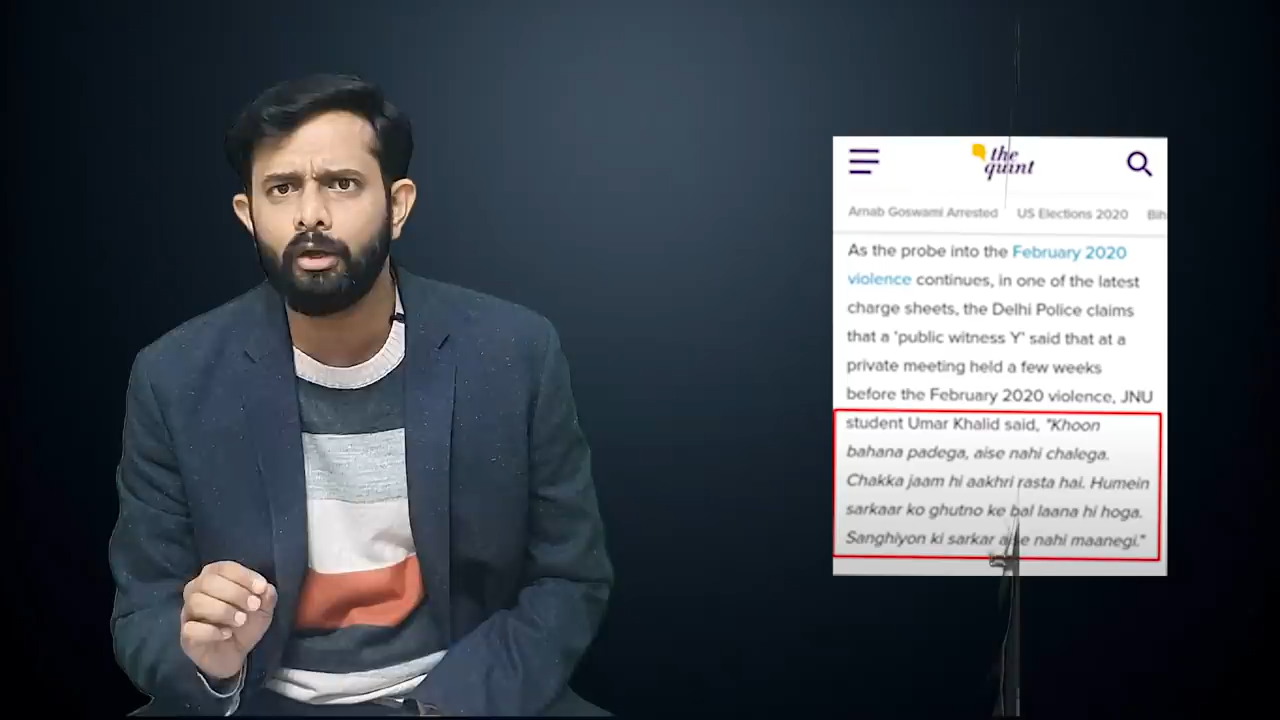 the
quint
Arnab Goswami Arrested US Elections 2020 Bih
As the probe into the February 2020
violence continues, in one of the latest
charge sheets, the Delhi Police claims
that a 'public witness Y' said that at a
private meeting held a few weeks
before the February 2020 violence, JNU
student Umar Khalid said, "Khoon
bahana padega, aise nahi chalega.
Chakka jaam hi aakhri rasta hai. Humein
sarkaar ko ghutno ke bal laana hi hoga.
Sanghiyon ki sarkar aise nahi maanegi."